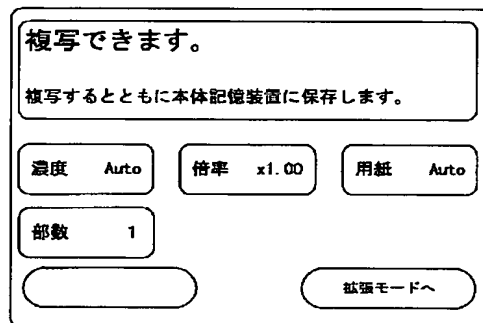 複写できます。
複写するとともに本体記憶装置に保存します。
濃度 Auto
倍率 x1.00
用紙 Auto
部数 1
拡張モードへ